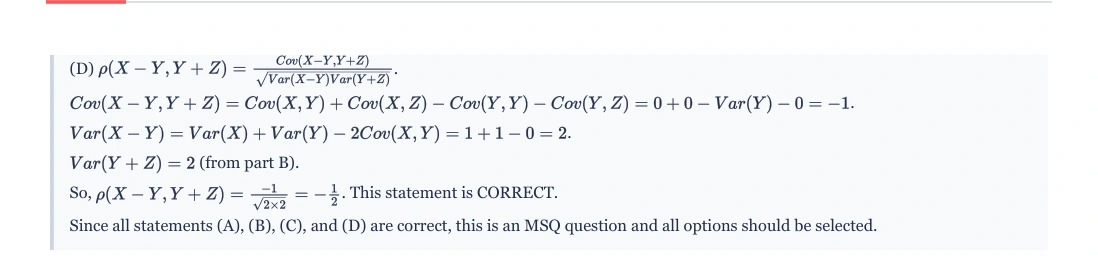 (D) ρ(X − Y, Y + Z) = Cov(X−Y,Y+Z) / √Var(X−Y)Var(Y+Z) .
Cov(X − Y, Y + Z) = Cov(X, Y) + Cov(X, Z) − Cov(Y, Y) − Cov(Y, Z) = 0 + 0 − Var(Y) − 0 = −1.
Var(X − Y) = Var(X) + Var(Y) − 2Cov(X, Y) = 1 + 1 − 0 = 2.
Var(Y + Z) = 2 (from part B).
So, ρ(X − Y, Y + Z) = −1 / √2×2 = − 1/2 . This statement is CORRECT.
Since all statements (A), (B), (C), and (D) are correct, this is an MSQ question and all options should be selected.